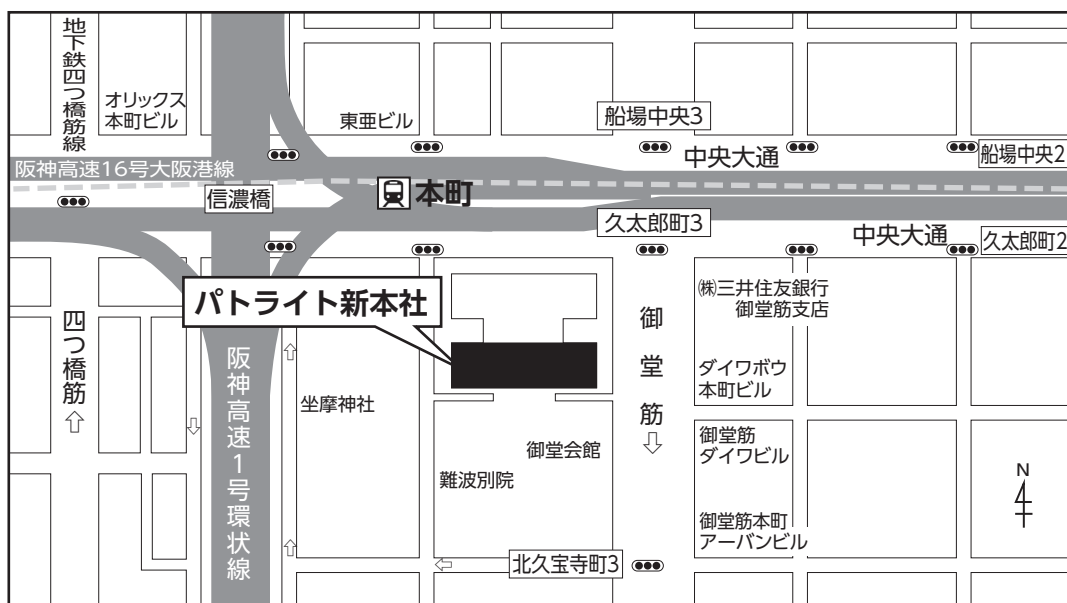 地下鉄四つ橋筋線
オリックス
本町ビル
東亜ビル
船場中央3
中央大通
船場中央2
阪神高速16号大阪港線
信濃橋
本町
久太郎町3
中央大通
久太郎町2
パトライト新本社
㈱三井住友銀行
御堂筋支店
四つ橋筋
阪神高速1号環状線
御堂筋
ダイワボウ
本町ビル
坐摩神社
御堂会館
御堂筋
ダイワビル
難波別院
N
御堂筋本町
アーバンビル
北久宝寺町3